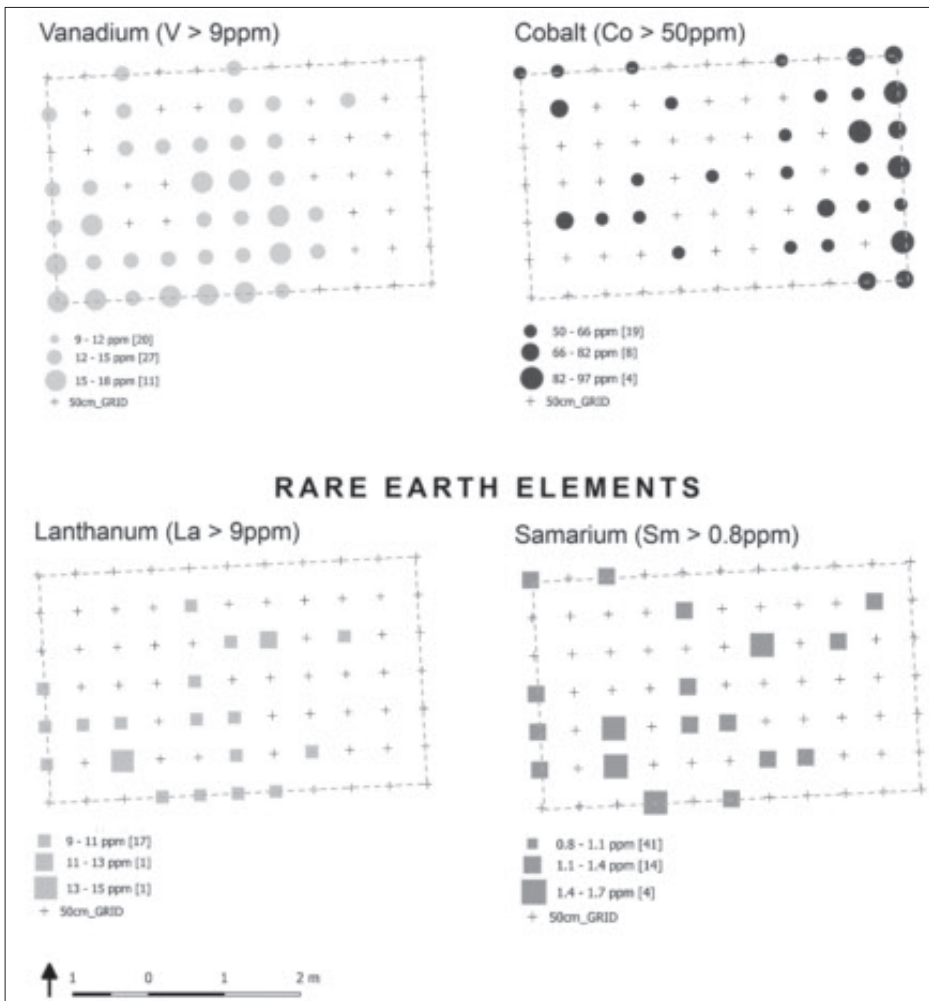 Vanadium (V > 9ppm)
9 - 12 ppm [20]
12 - 15 ppm [27]
15 - 18 ppm [11]
50cm_GRID
Cobalt (Co > 50ppm)
50 - 66 ppm [19]
66 - 82 ppm [8]
82 - 97 ppm [4]
50cm_GRID
RARE EARTH ELEMENTS
Lanthanum (La > 9ppm)
9 - 11 ppm [17]
11 - 13 ppm [1]
13 - 15 ppm [1]
50cm_GRID
Samarium (Sm > 0.8ppm)
0.8 - 1.1 ppm [41]
1.1 - 1.4 ppm [14]
1.4 - 1.7 ppm [4]
50cm_GRID
1 0 1 2 m